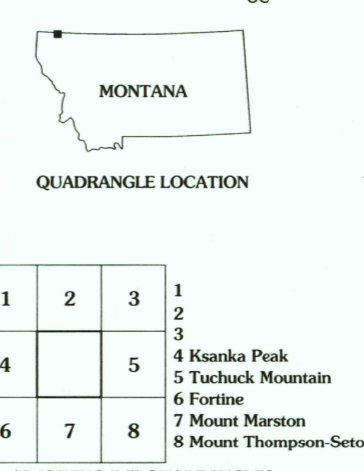 MONTANA
QUADRANGLE LOCATION
1 2 3
4 5
6 7 8
1
2
3
4 Ksanka Peak
5 Tuchuck Mountain
6 Fortine
7 Mount Marston
8 Mount Thompson-Seto